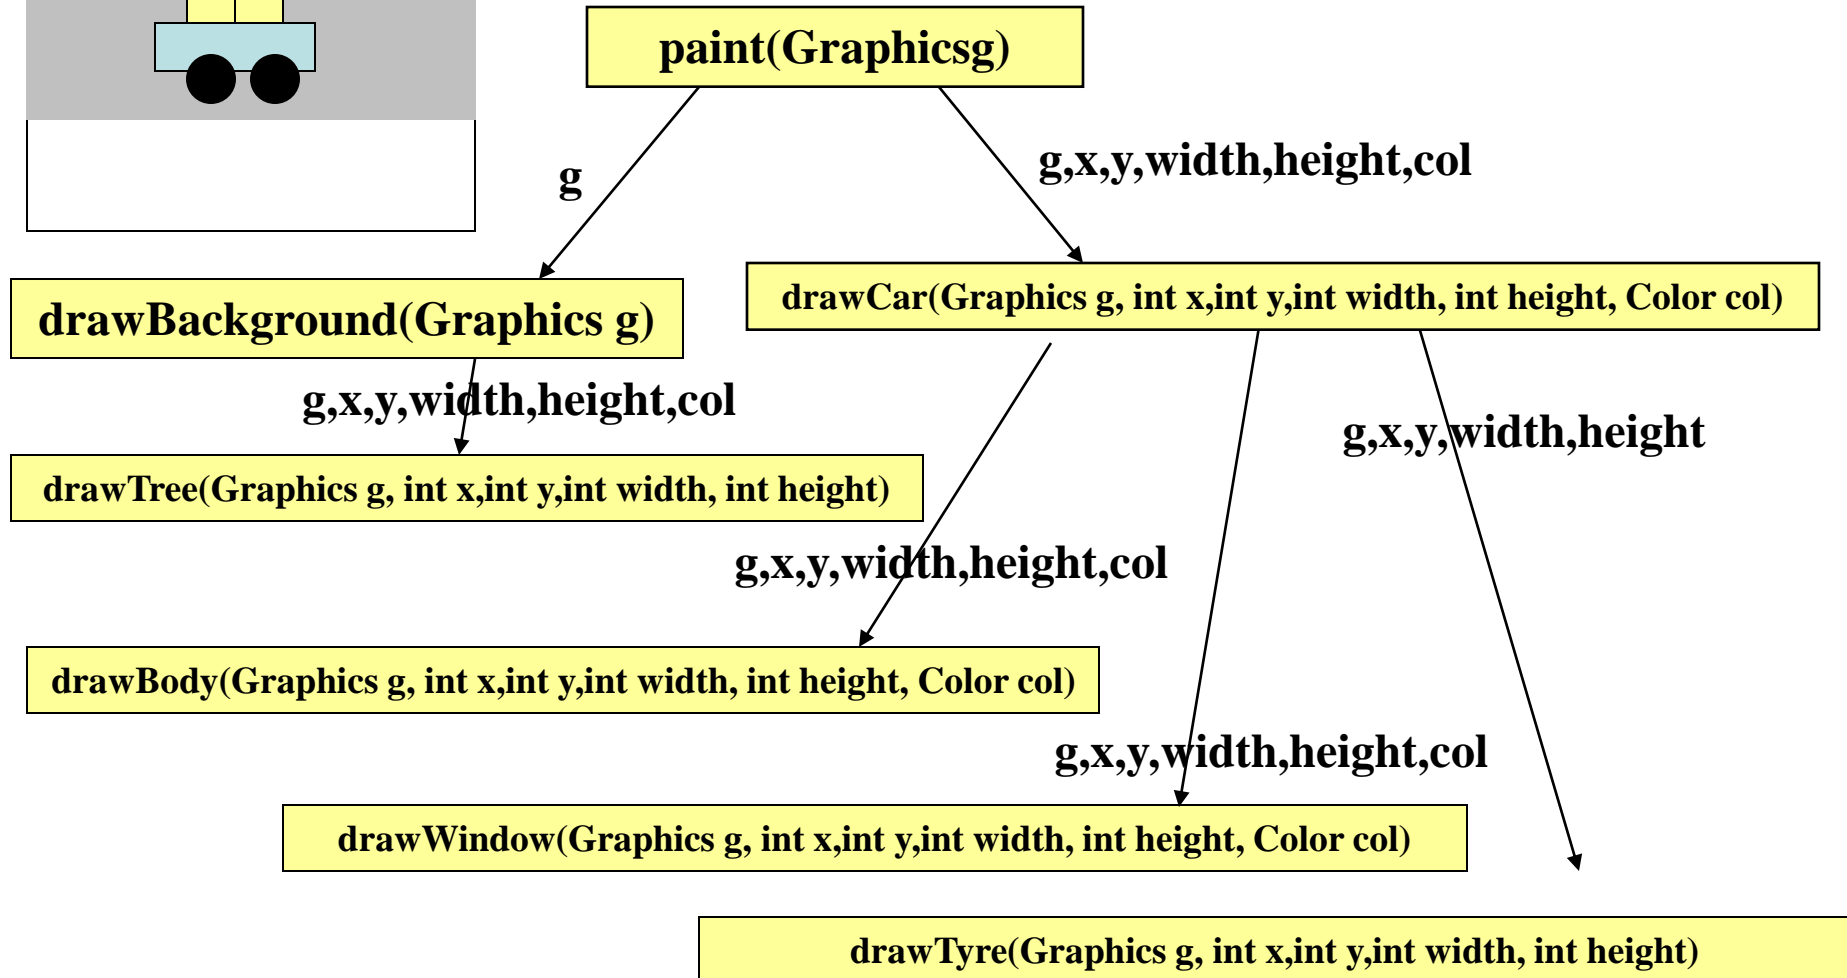 paint(Graphicsg)
g,x,y,width,height,col
g
drawCar(Graphics g, int x,int y,int width, int height, Color col)
drawBackground(Graphics g)
g,x,y,width,height,col
g,x,y,width,height
drawTree(Graphics g, int x,int y,int width, int height)
g,x,y,width,height,col
drawBody(Graphics g, int x,int y,int width, int height, Color col)
g,x,y,width,height,col
drawWindow(Graphics g, int x,int y,int width, int height, Color col)
drawTyre(Graphics g, int x,int y,int width, int height)